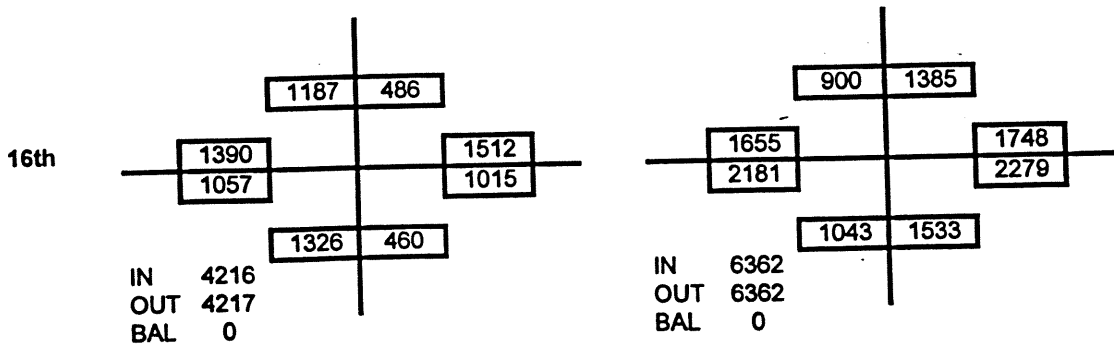 1187 486 900 1385
16th 1390 1512 1655 1748
1057 1015 2181 2279
1326 460 1043 1533
IN 4216 IN 6362
OUT 4217 OUT 6362
BAL 0 BAL 0